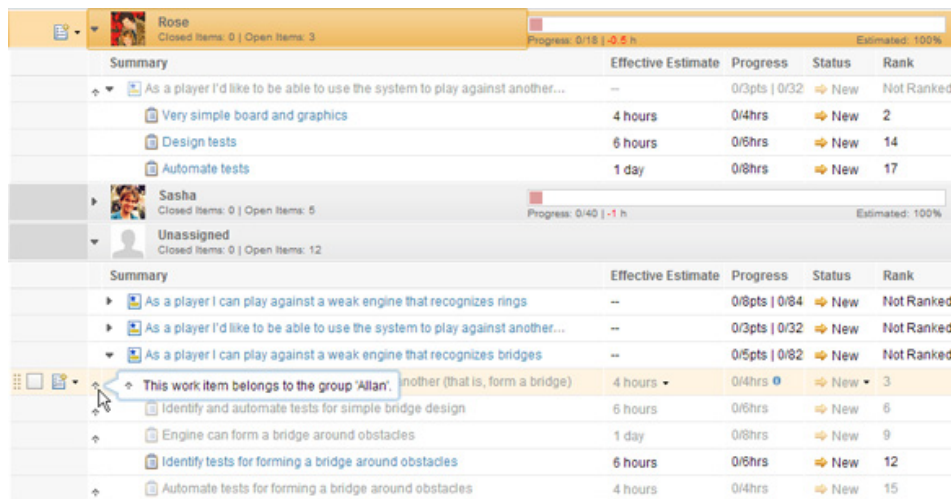 Rose
Closed Items: 0 | Open Items: 3
Progress: 0/18 | -0.5 h Estimated: 100%
Summary Effective Estimate Progress Status Rank
As a player I'd like to be able to use the system to play against another... -- 0/3pts | 0/32 New Not Ranked
Very simple board and graphics 4 hours 0/4hrs New 2
Design tests 6 hours 0/6hrs New 14
Automate tests 1 day 0/8hrs New 17
Sasha
Closed Items: 0 | Open Items: 5
Progress: 0/40 | -1 h Estimated: 100%
Unassigned
Closed Items: 0 | Open Items: 12
Summary Effective Estimate Progress Status Rank
As a player I can play against a weak engine that recognizes rings -- 0/8pts | 0/84 New Not Ranked
As a player I'd like to be able to use the system to play against another... -- 0/3pts | 0/32 New Not Ranked
As a player I can play against a weak engine that recognizes bridges -- 0/5pts | 0/82 New Not Ranked
This work item belongs to the group 'Allan'. nother (that is, form a bridge) 4 hours 0/4hrs New 3
Identify and automate tests for simple bridge design 6 hours 0/6hrs New 6
Engine can form a bridge around obstacles 1 day 0/8hrs New 9
Identify tests for forming a bridge around obstacles 6 hours 0/6hrs New 12
Automate tests for forming a bridge around obstacles 4 hours 0/4hrs New 15